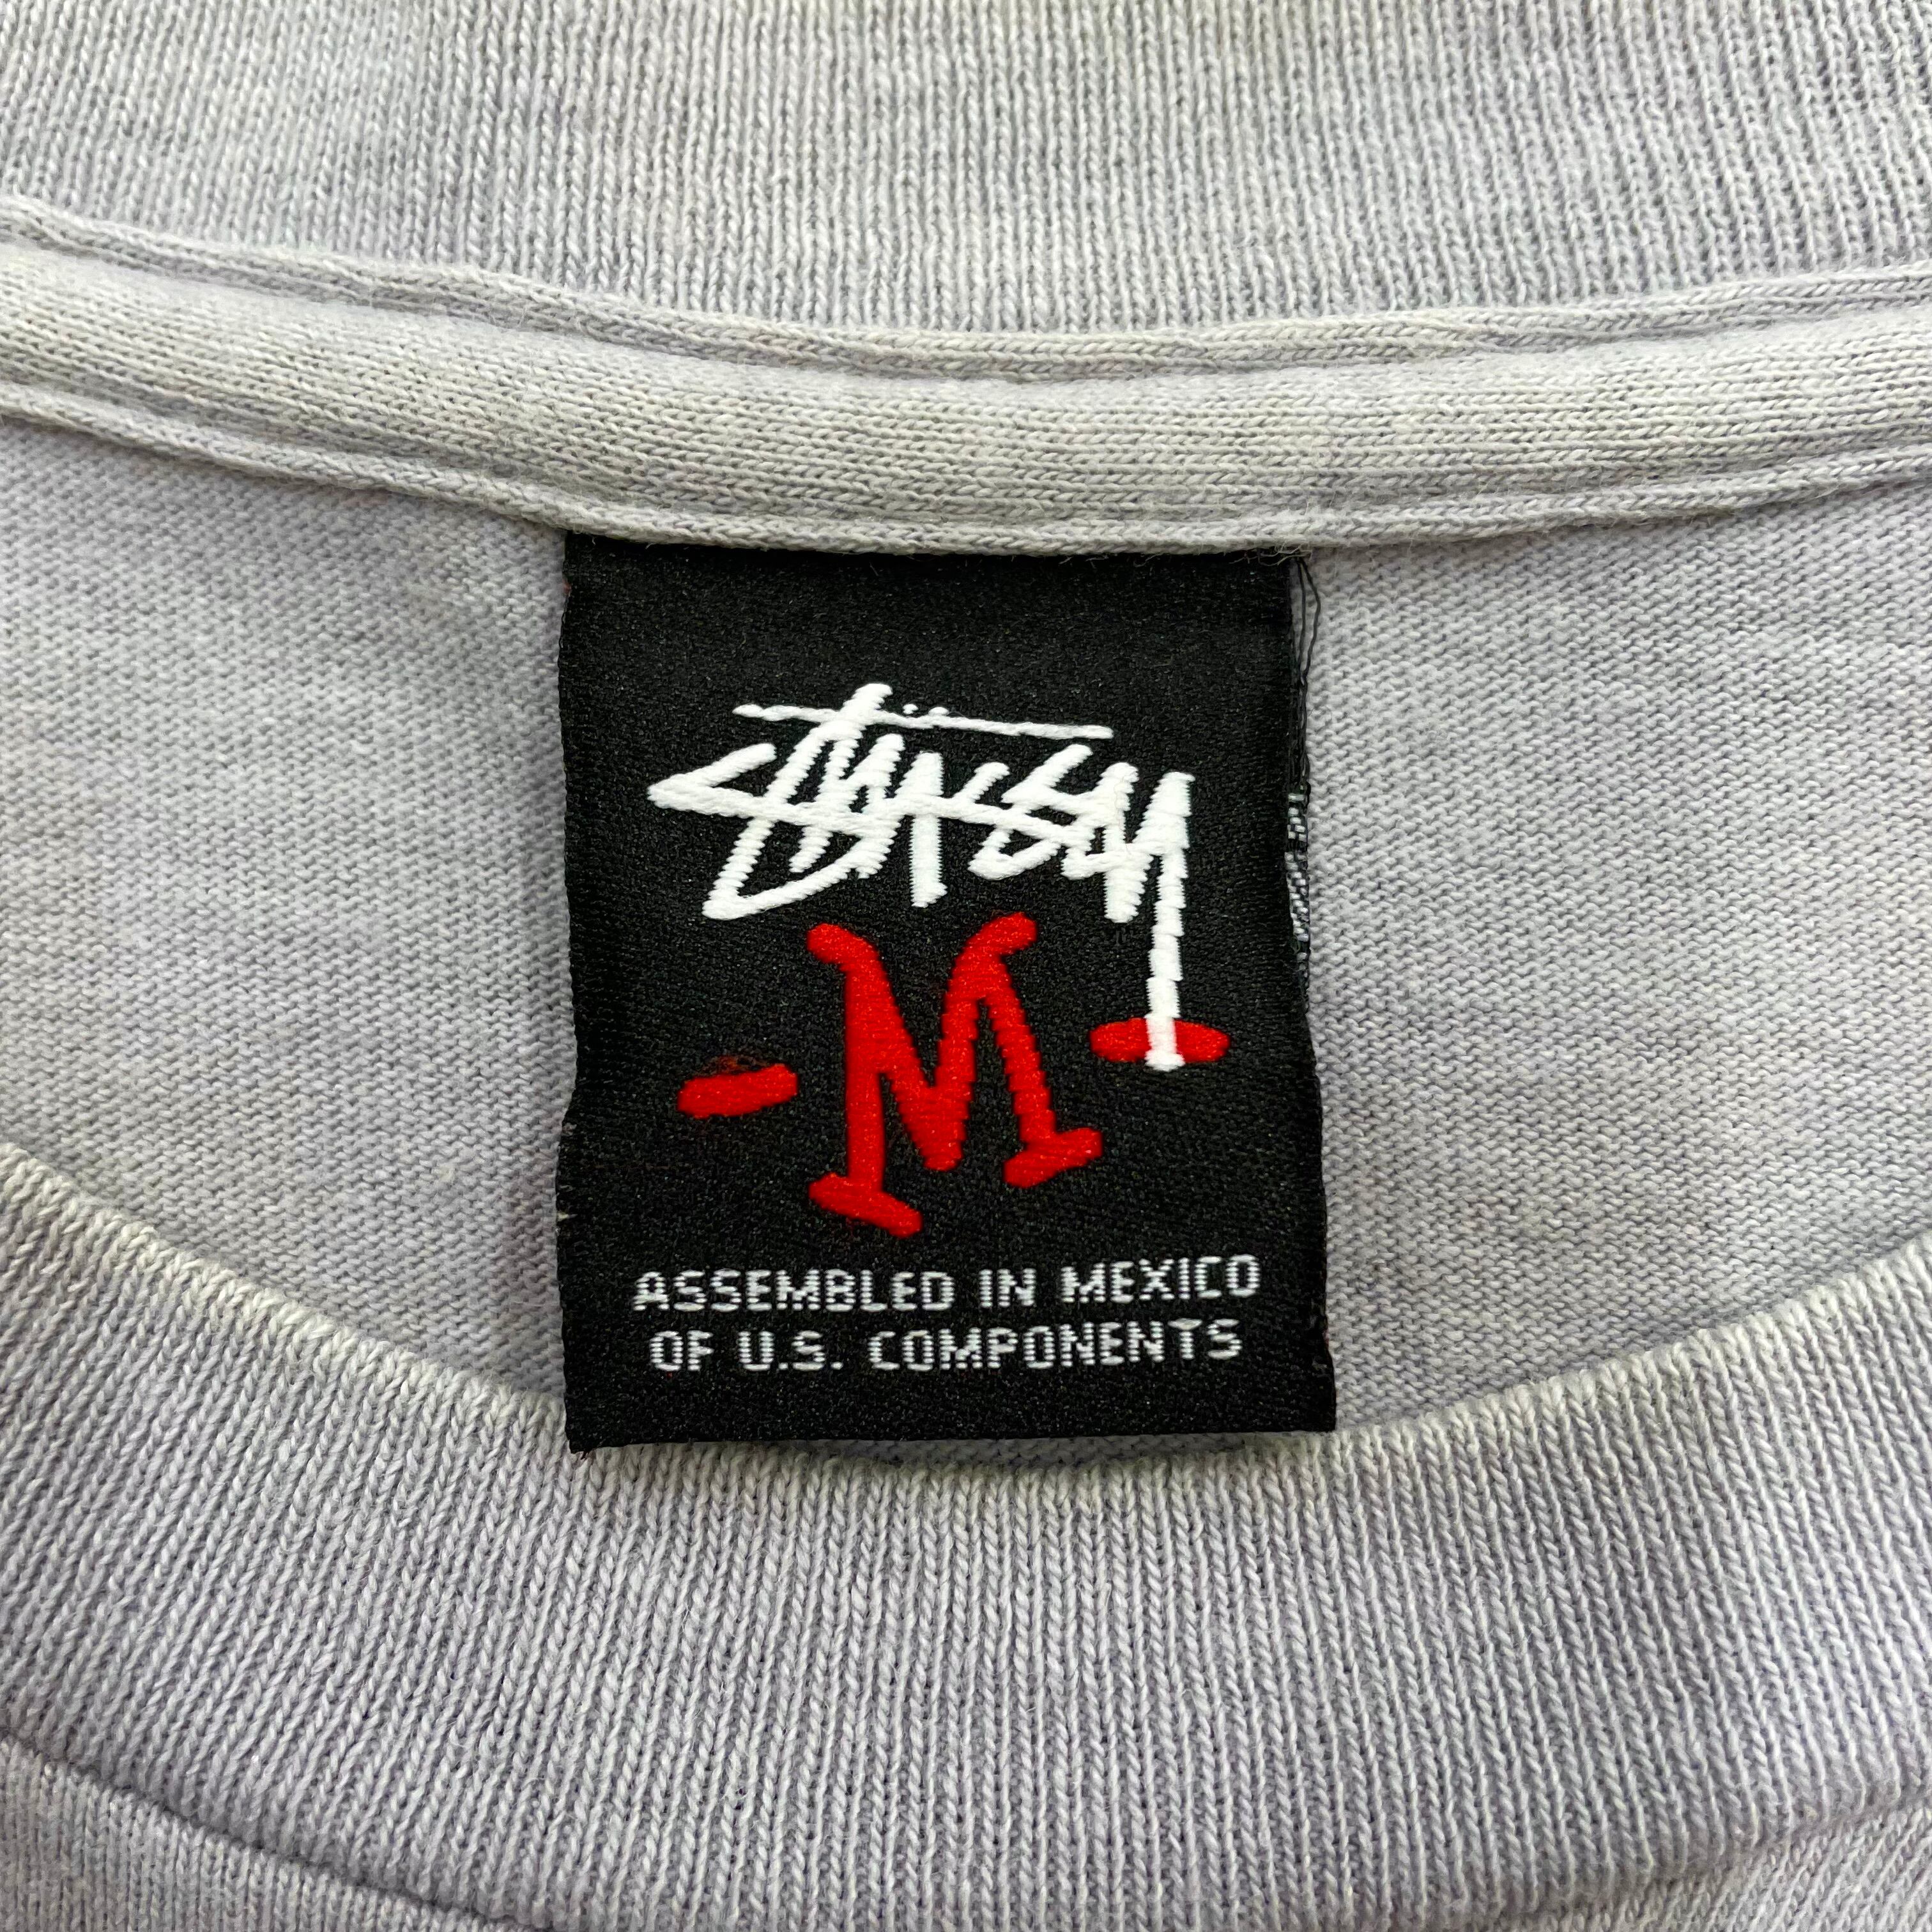 Stüssy
-M-
ASSEMBLED IN MEXICO
OF U.S. COMPONENTS